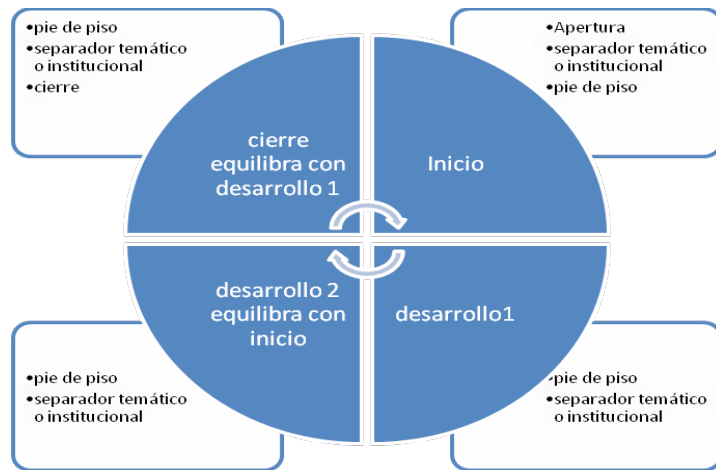 •pie de piso
•separador temático
o institucional
•cierre
•Apertura
•separador temático
o institucional
•pie de piso
cierre
equilibra con
desarrollo 1
Inicio
desarrollo 2
equilibra con
inicio
desarrollo1
•pie de piso
•separador temático
o institucional
•pie de piso
•separador temático
o institucional